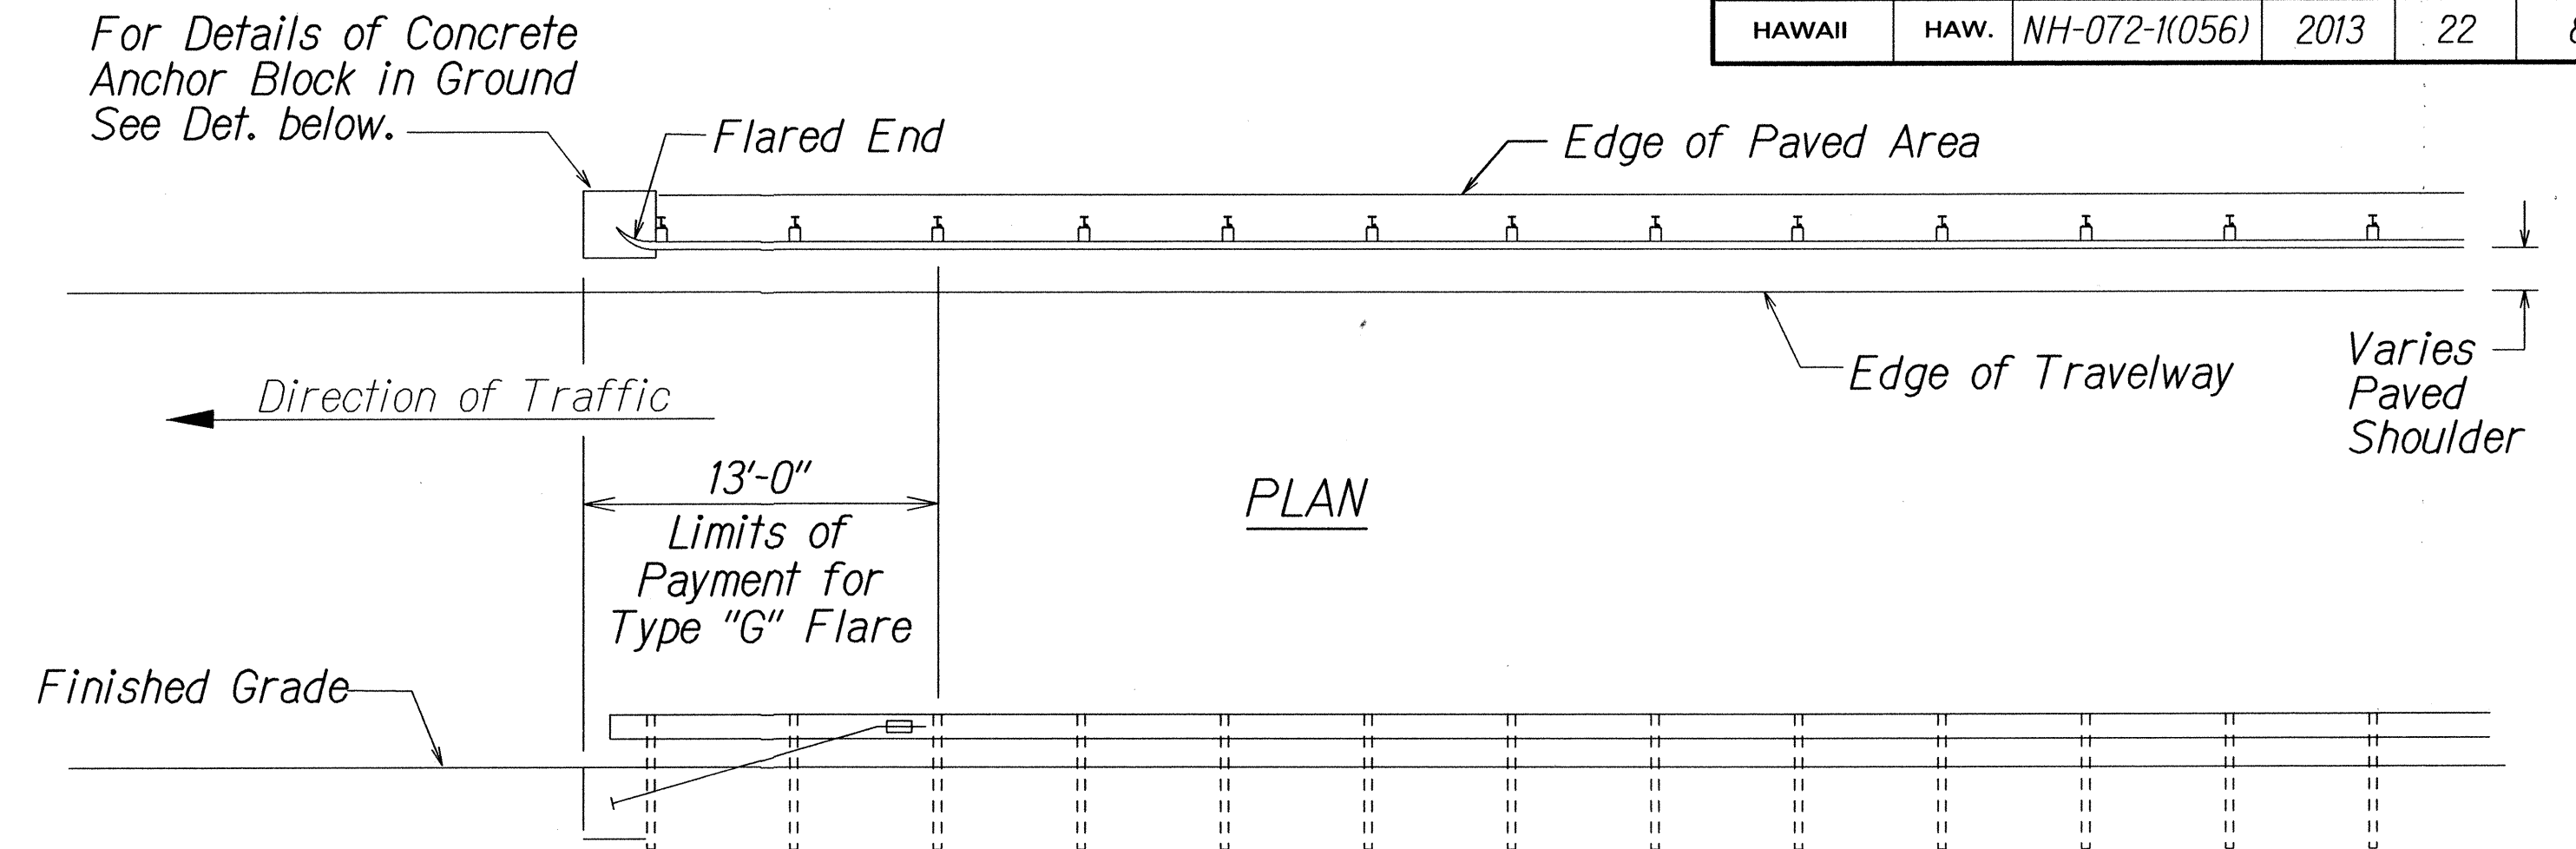 HAWAII HAW. NH-072-1(056) 2013 22
For Details of Concrete
Anchor Block in Ground
See Det. below.
Flared End
Edge of Paved Area
Edge of Travelway
Varies
Paved
Shoulder
Direction of Traffic
13'-0"
Limits of
Payment for
Type "G" Flare
PLAN
Finished Grade